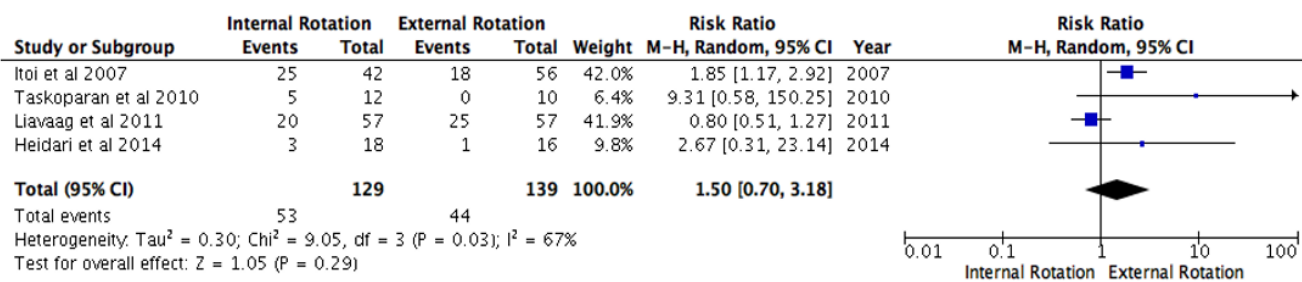 Internal Rotation External Rotation Risk Ratio Risk Ratio
Study or Subgroup Events Total Events Total Weight M-H, Random, 95% CI Year M-H, Random, 95% CI
Itoi et al 2007 25 42 18 56 42.0% 1.85 [1.17, 2.92] 2007
Taskoparan et al 2010 5 12 0 10 6.4% 9.31 [0.58, 150.25] 2010
Liavaag et al 2011 20 57 25 57 41.9% 0.80 [0.51, 1.27] 2011
Heidari et al 2014 3 18 1 16 9.8% 2.67 [0.31, 23.14] 2014
Total (95% CI) 129 139 100.0% 1.50 [0.70, 3.18]
Total events 53 44
Heterogeneity: Tau² = 0.30; Chi² = 9.05, df = 3 (P = 0.03); I² = 67%
Test for overall effect: Z = 1.05 (P = 0.29)
0.01 0.1 1 10 100
Internal Rotation External Rotation